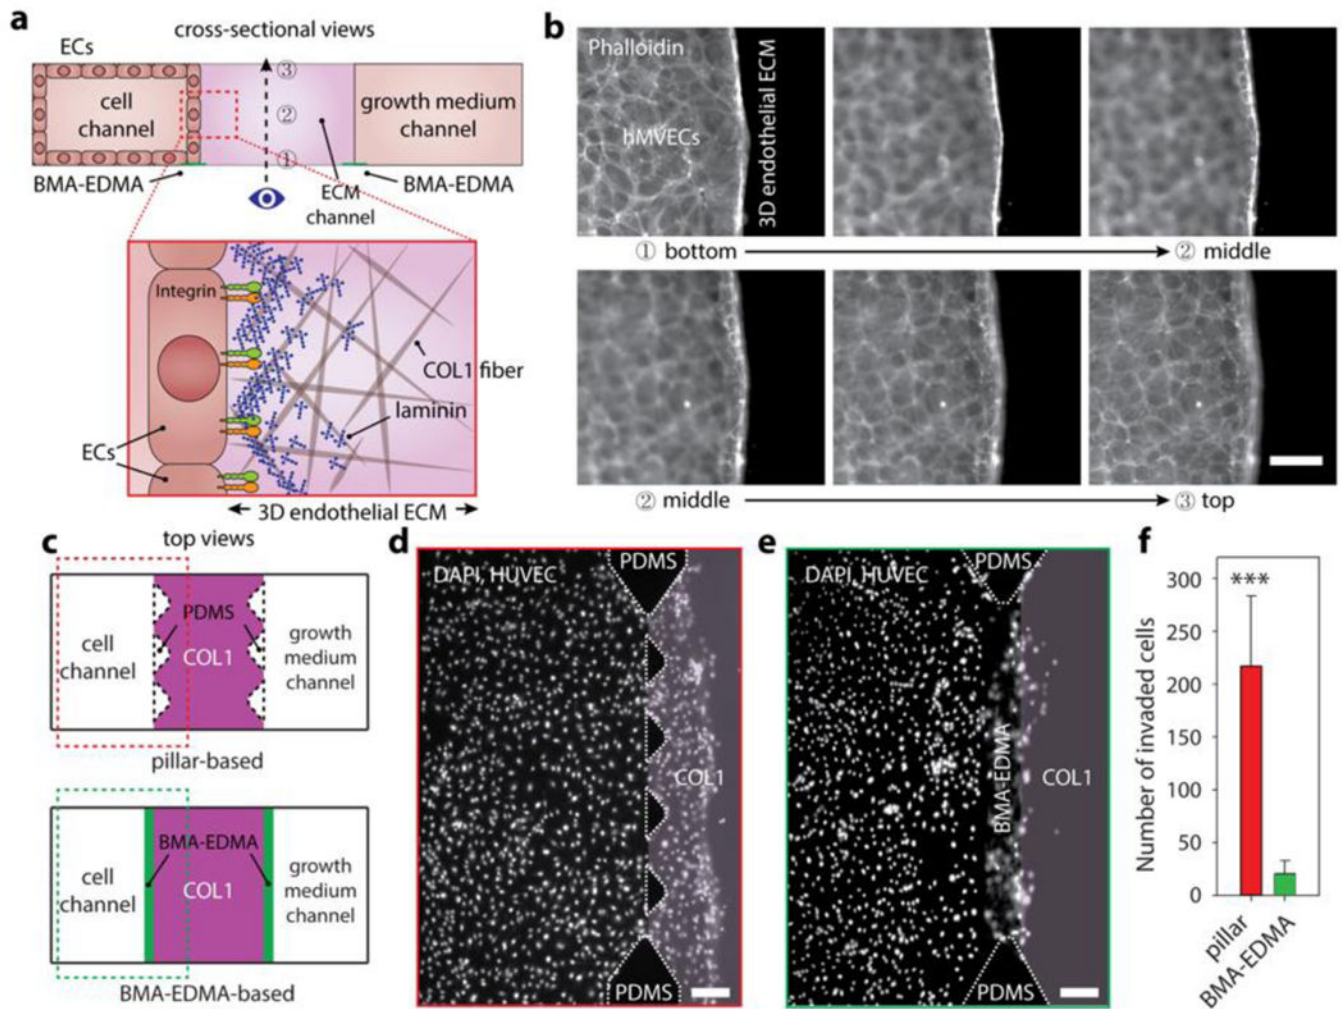 a
cross-sectional views
ECs
cell
channel
③
②
①
growth medium
channel
BMA-EDMA
ECM
channel
BMA-EDMA
Integrin
COL1 fiber
laminin
ECs
3D endothelial ECM
b
Phalloidin
hMVECs
3D endothelial ECM
① bottom
② middle
② middle
③ top
c
top views
cell
channel
PDMS
COL1
growth
medium
channel
pillar-based
cell
channel
BMA-EDMA
COL1
growth
medium
channel
BMA-EDMA-based
d
DAPI, HUVEC
PDMS
COL1
PDMS
e
DAPI, HUVEC
PDMS
BMA-EDMA
COL1
PDMS
f
Number of invaded cells
300
250
200
150
100
50
0
***
pillar
BMA-EDMA